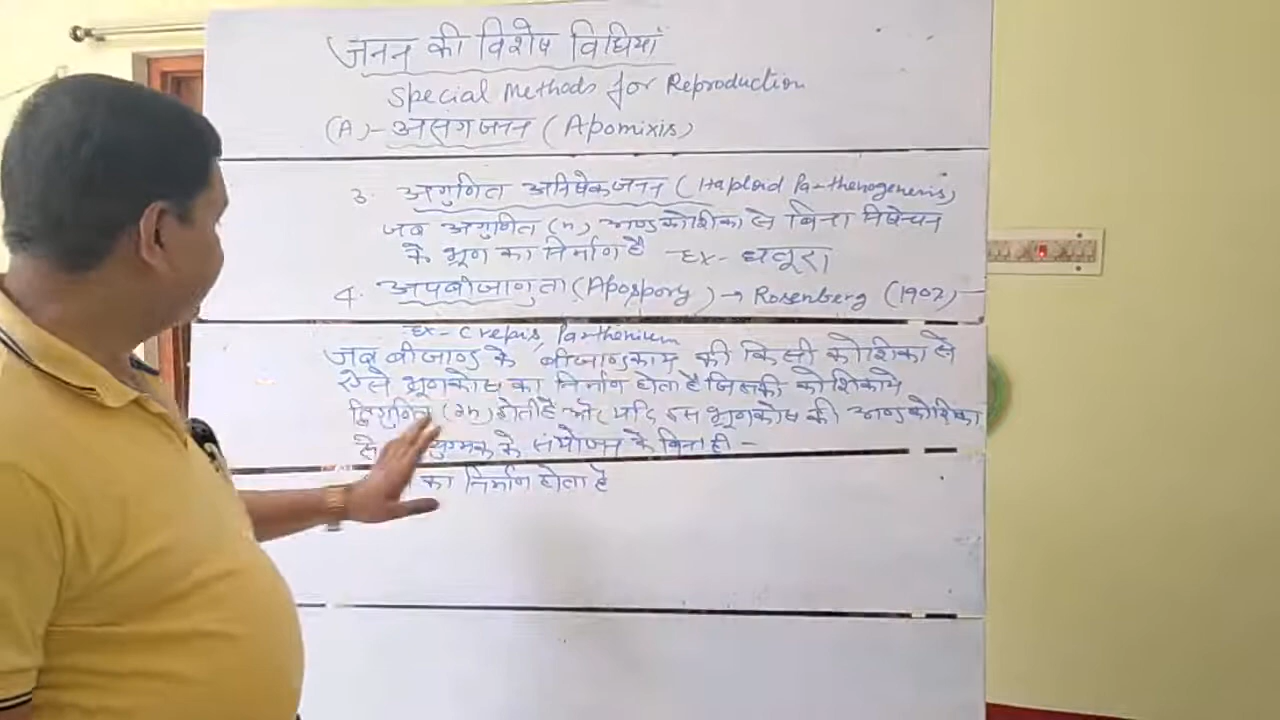 जनन की विशेष विधियां
Special Methods for Reproduction
(A)- असंगजनन (Apomixis)
3. अगुणित अनिषेकजनन (Haploid Parthenogenesis)
जब अगुणित (n) अण्डकोशिका से बिना निषेचन
के भ्रूण का निर्माण है -Ex- धतूरा
4. अपबीजाणुता (Apospory) → Rosenberg (1907) -
Ex- Crepis, Parthenium
जब बीजाण्ड के बीजाण्डकाय की किसी कोशिका से
ऐसे भ्रूणकोष का निर्माण होता है जिसकी कोशिकायें
द्विगुणित (2n) होती हैं और यदि इस भ्रूणकोष की अण्डकोशिका
से युग्मक के संयोजन के बिना ही -
का निर्माण होता है